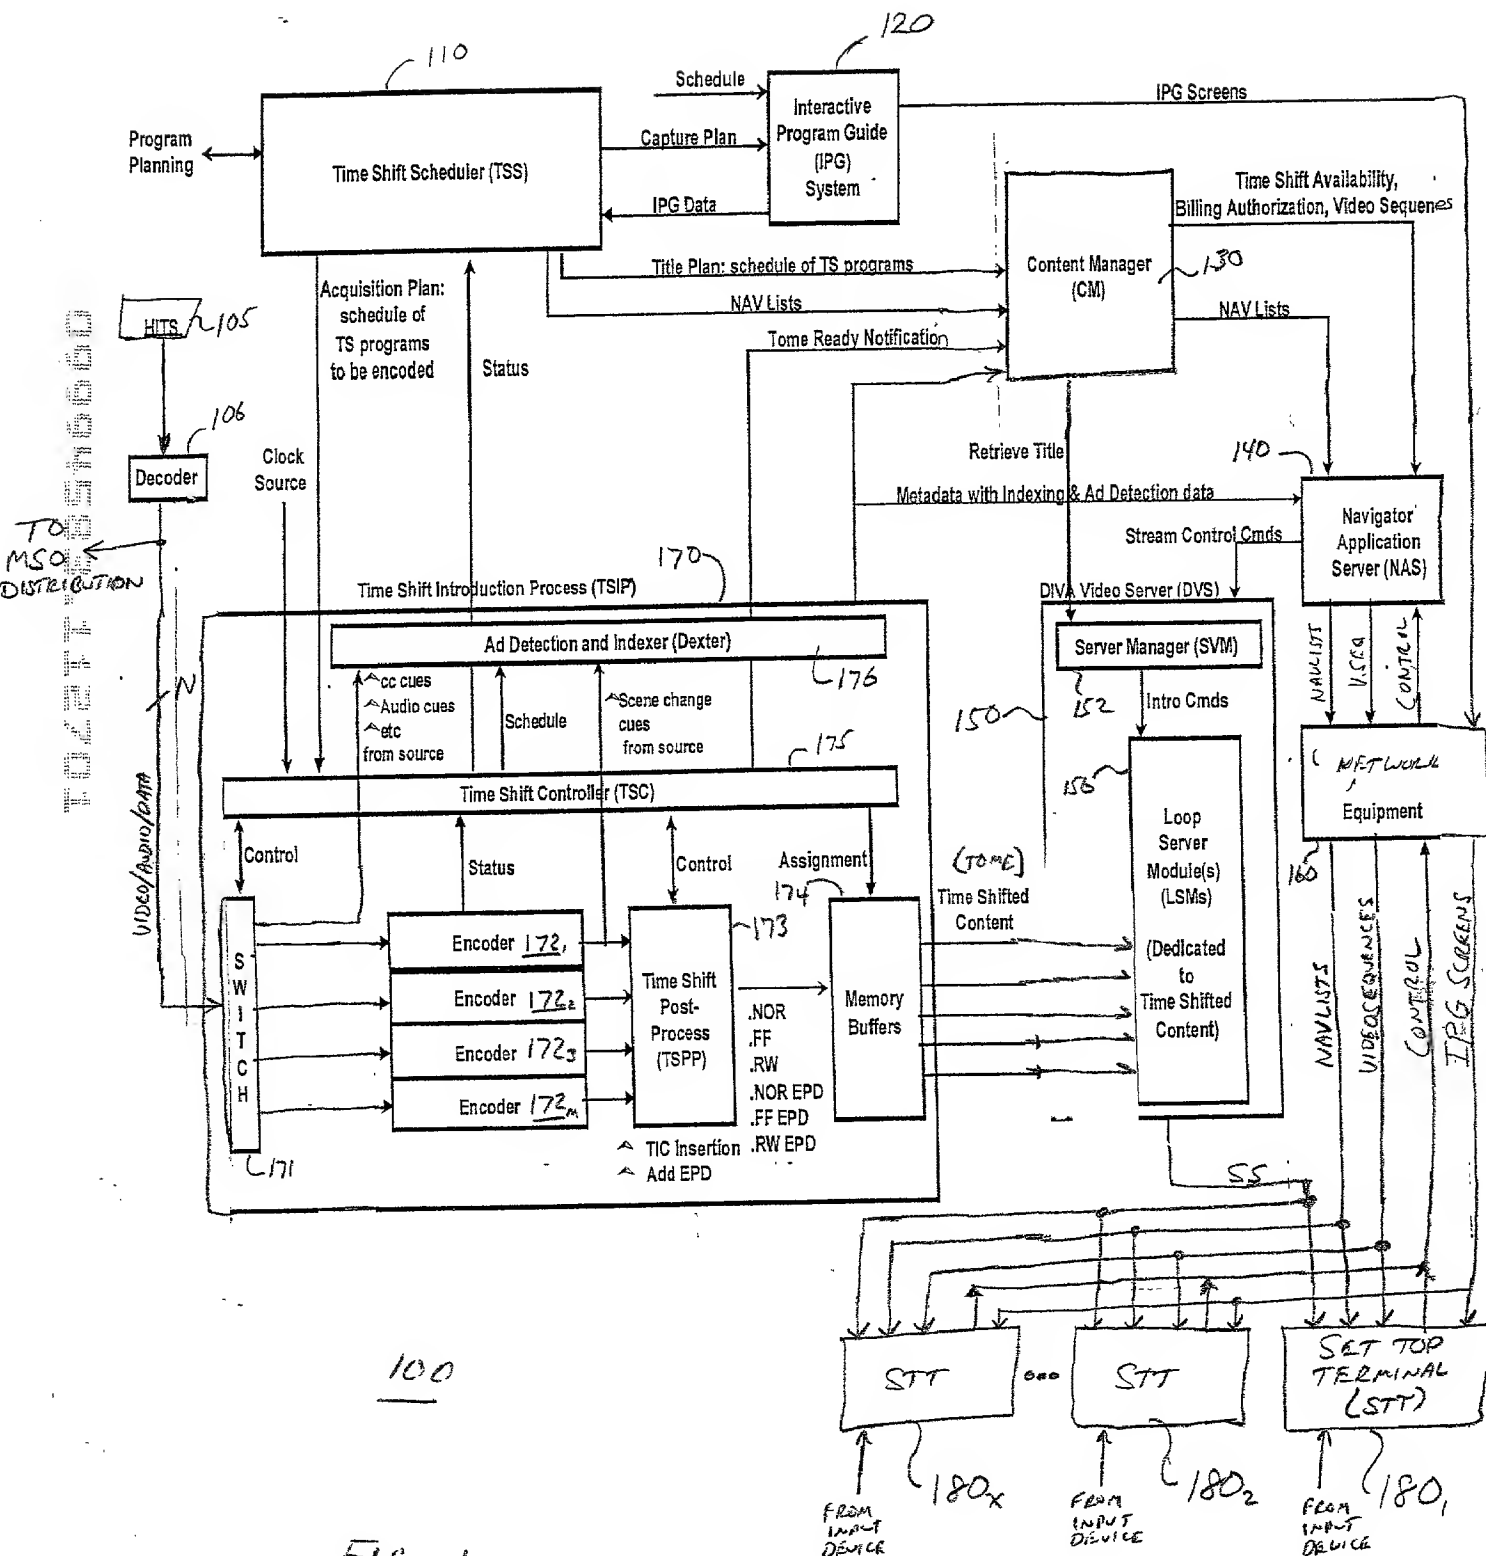 120
110
Schedule
IPG Screens
Interactive
Program Guide
(IPG)
System
Program
Planning
Capture Plan
Time Shift Scheduler (TSS)
IPG Data
Time Shift Availability,
Billing Authorization, Video Sequenes
Title Plan: schedule of TS programs
Content Manager
(CM)
130
Acquisition Plan:
schedule of
TS programs
to be encoded
NAV Lists
NAV Lists
HITS
105
Tome Ready Notification
Status
106
Decoder
Clock
Source
Retrieve Title
140
Metadata with Indexing & Ad Detection data
TO
MSO
DISTRIBUTION
Stream Control Cmds
Navigator
Application
Server (NAS)
170
Time Shift Introduction Process (TSIP)
DIVA Video Server (DVS)
Ad Detection and Indexer (Dexter)
176
Server Manager (SVM)
152
NAVLISTS
V.SEQ
CONTROL
N
cc cues
Audio cues
etc
from source
Schedule
Scene change
cues
from source
150
Intro Cmds
175
Time Shift Controller (TSC)
156
NETWORK
Equipment
160
VIDEO/AUDIO/DATA
Control
Status
Control
Assignment
174
(TOME)
Time Shifted
Content
Loop
Server
Module(s)
(LSMs)
(Dedicated
to
Time Shifted
Content)
SWITCH
171
Encoder 172₁
Encoder 172₂
Encoder 172₃
Encoder 172M
173
Time Shift
Post-
Process
(TSPP)
.NOR
.FF
.RW
.NOR EPD
.FF EPD
.RW EPD
Memory
Buffers
TIC Insertion
Add EPD
NAVLISTS
VIDEOSEQUENCES
CONTROL
IPG SCREENS
SS
100
STT
...
STT
SET TOP
TERMINAL
(STT)
180x
180₂
180₁
FROM
INPUT
DEVICE
FROM
INPUT
DEVICE
FROM
INPUT
DEVICE